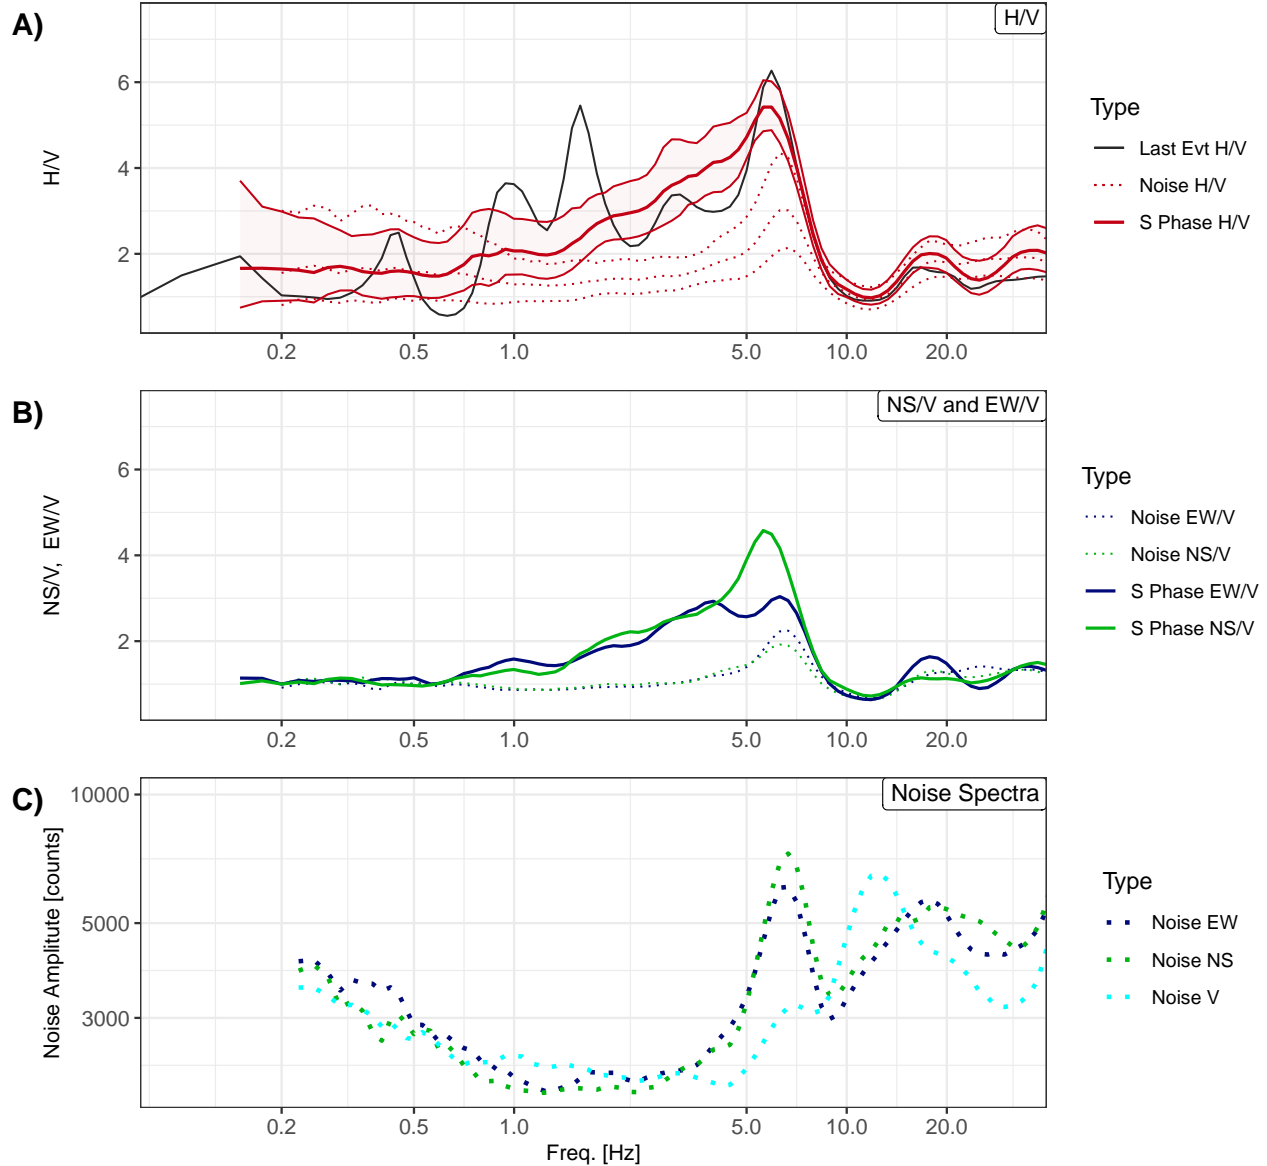 A)
H/V
H/V
6
4
2
0.2 0.5 1.0 5.0 10.0 20.0
Type
Last Evt H/V
Noise H/V
S Phase H/V
B)
NS/V and EW/V
NS/V, EW/V
6
4
2
0.2 0.5 1.0 5.0 10.0 20.0
Type
Noise EW/V
Noise NS/V
S Phase EW/V
S Phase NS/V
C)
Noise Spectra
Noise Amplitute [counts]
10000
5000
3000
0.2 0.5 1.0 5.0 10.0 20.0
Freq. [Hz]
Type
Noise EW
Noise NS
Noise V